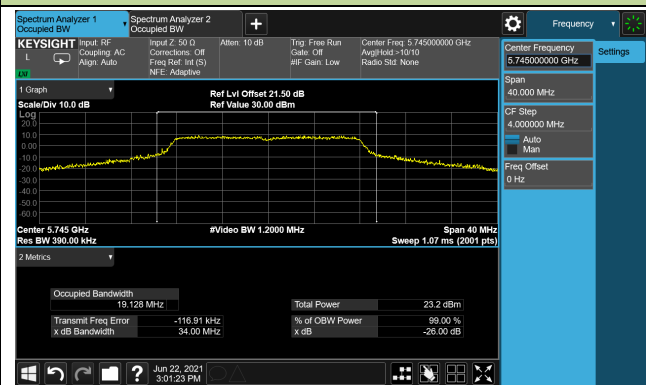 Spectrum Analyzer 1
Occupied BW
Spectrum Analyzer 2
Occupied BW
Frequency
KEYSIGHT
L
Input: RF
Coupling: AC
Align: Auto
Input Z: 50 Ω
Corrections: Off
Freq Ref: Int (S)
NFE: Adaptive
Atten: 10 dB
Trig: Free Run
Gate: Off
#IF Gain: Low
Center Freq: 5.745000000 GHz
Avg|Hold:>10/10
Radio Std: None
Center Frequency
5.745000000 GHz
Settings
Span
40.000 MHz
CF Step
4.000000 MHz
Auto
Man
Freq Offset
0 Hz
1 Graph
Scale/Div 10.0 dB
Ref Lvl Offset 21.50 dB
Ref Value 30.00 dBm
Log
20.0
10.0
0.00
-10.0
-20.0
-30.0
-40.0
-50.0
-60.0
Center 5.745 GHz
Res BW 390.00 kHz
#Video BW 1.2000 MHz
Span 40 MHz
Sweep 1.07 ms (2001 pts)
2 Metrics
Occupied Bandwidth
19.128 MHz
Total Power 23.2 dBm
Transmit Freq Error -116.91 kHz
% of OBW Power 99.00 %
x dB Bandwidth 34.00 MHz
x dB -26.00 dB
?
Jun 22, 2021
3:01:23 PM